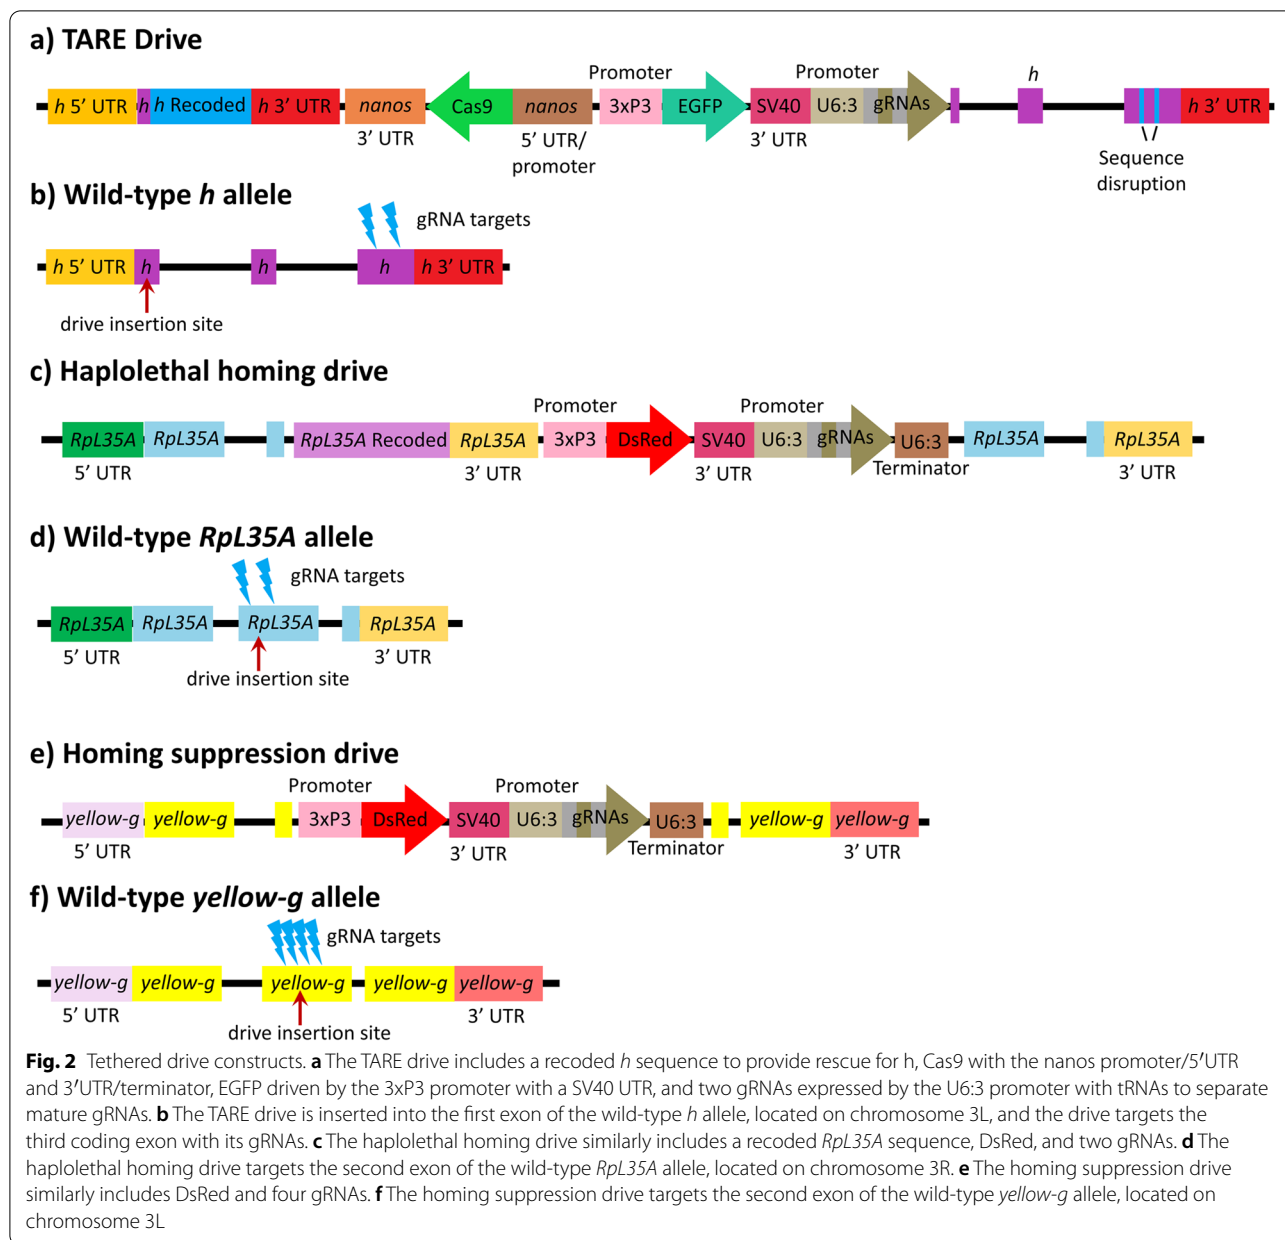 a) TARE Drive
Promoter Promoter h
h 5’ UTR h h Recoded h 3’ UTR nanos Cas9 nanos 3xP3 EGFP SV40 U6:3 gRNAs h 3’ UTR
3’ UTR 5’ UTR/ 3’ UTR Sequence
promoter disruption
b) Wild-type h allele
gRNA targets
h 5’ UTR h h h h 3’ UTR
drive insertion site
c) Haplolethal homing drive
Promoter Promoter
RpL35A RpL35A RpL35A Recoded RpL35A 3xP3 DsRed SV40 U6:3 gRNAs U6:3 RpL35A RpL35A
5’ UTR 3’ UTR 3’ UTR Terminator 3’ UTR
d) Wild-type RpL35A allele
gRNA targets
RpL35A RpL35A RpL35A RpL35A
5’ UTR 3’ UTR
drive insertion site
e) Homing suppression drive
Promoter Promoter
yellow-g yellow-g 3xP3 DsRed SV40 U6:3 gRNAs U6:3 yellow-g yellow-g
5’ UTR 3’ UTR Terminator 3’ UTR
f) Wild-type yellow-g allele
gRNA targets
yellow-g yellow-g yellow-g yellow-g yellow-g
5’ UTR 3’ UTR
drive insertion site
Fig. 2 Tethered drive constructs. a The TARE drive includes a recoded h sequence to provide rescue for h, Cas9 with the nanos promoter/5′UTR
and 3′UTR/terminator, EGFP driven by the 3xP3 promoter with a SV40 UTR, and two gRNAs expressed by the U6:3 promoter with tRNAs to separate
mature gRNAs. b The TARE drive is inserted into the first exon of the wild-type h allele, located on chromosome 3L, and the drive targets the
third coding exon with its gRNAs. c The haplolethal homing drive similarly includes a recoded RpL35A sequence, DsRed, and two gRNAs. d The
haplolethal homing drive targets the second exon of the wild-type RpL35A allele, located on chromosome 3R. e The homing suppression drive
similarly includes DsRed and four gRNAs. f The homing suppression drive targets the second exon of the wild-type yellow-g allele, located on
chromosome 3L